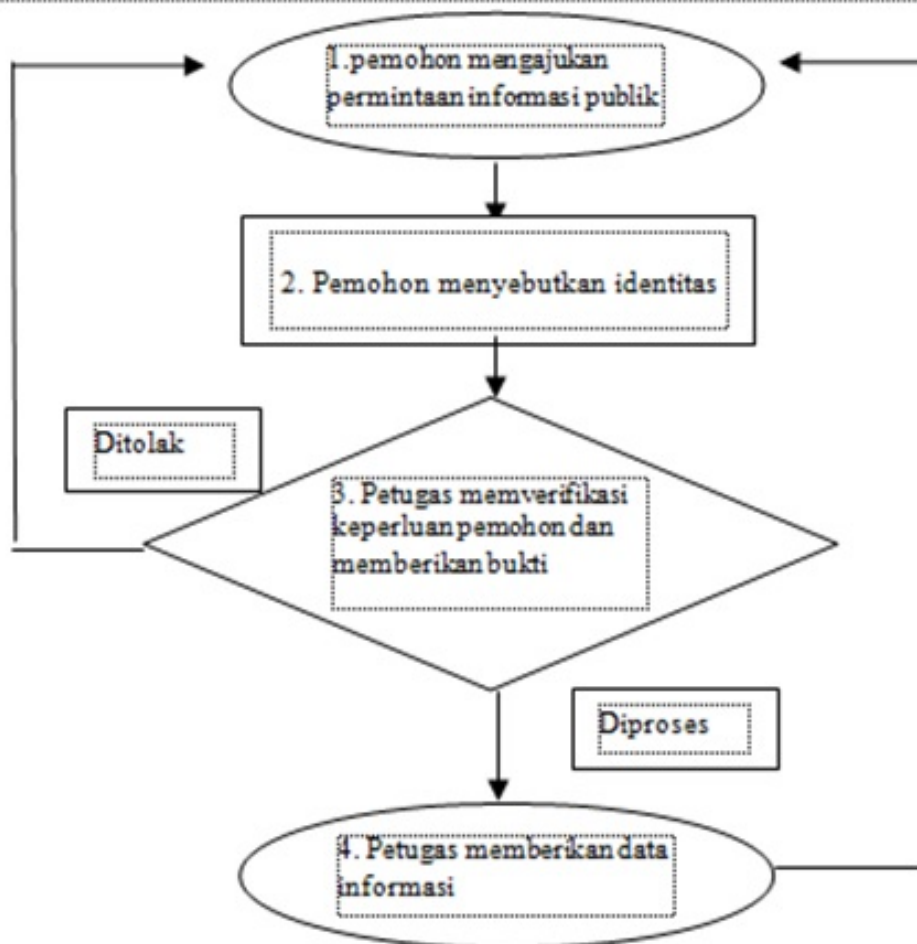 1.pemohon mengajukan
permintaan informasi publik
2. Pemohon menyebutkan identitas
Ditolak
3. Petugas memverifikasi
keperluan pemohon dan
memberikan bukti
Diproses
4. Petugas memberikan data
informasi